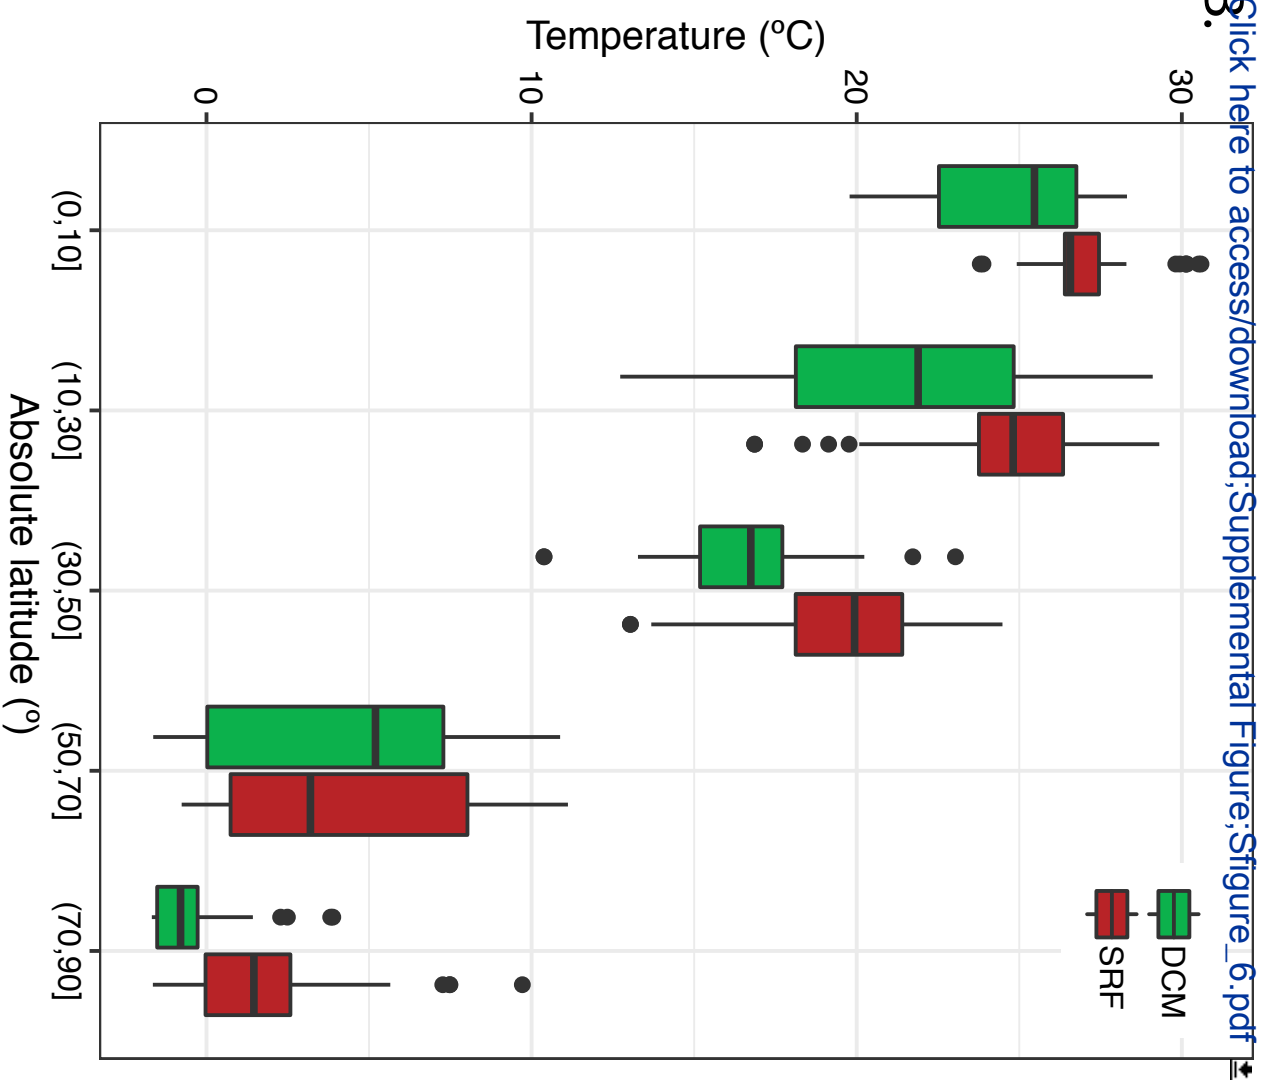 Click here to access/download;Supplemental Figure;Sfigure_6.pdf
B.
DCM
SRF
30
20
10
0
Temperature (ºC)
(0,10]
(10,30]
(30,50]
(50,70]
(70,90]
Absolute latitude (º)